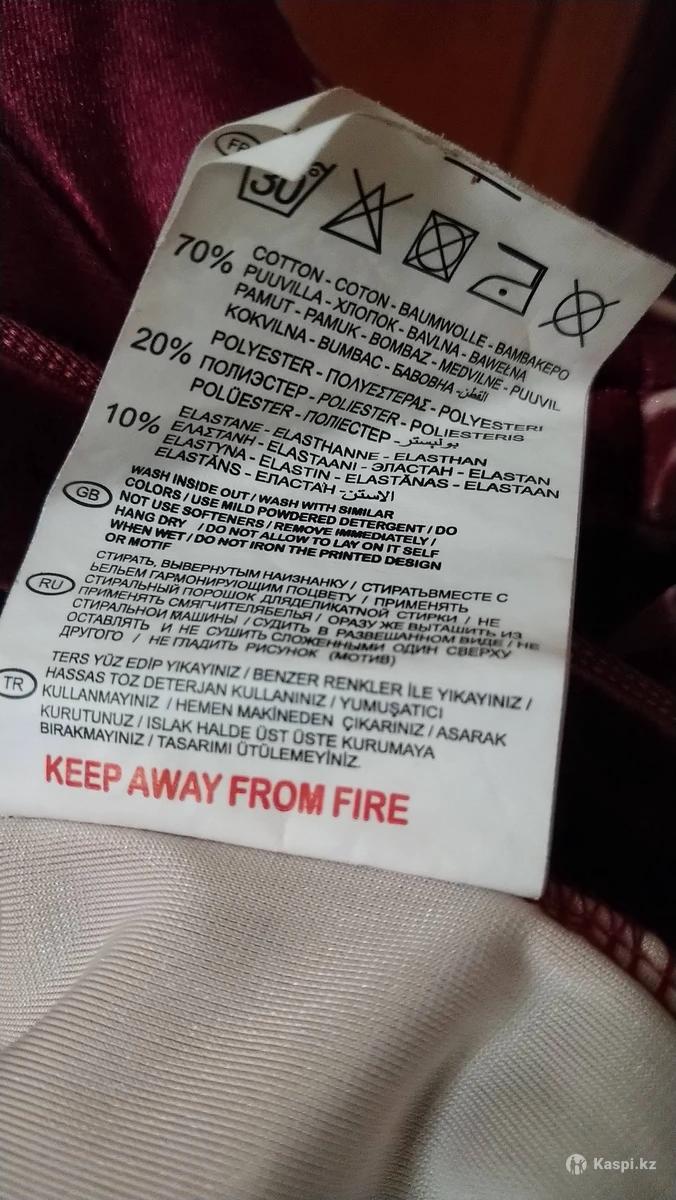 FR
30°
70% COTTON - COTON - BAUMWOLLE - BAMBAKEPO
PUUVILLA - ХЛОПОК - BAVLNA - BAWEŁNA
PAMUT - PAMUK - BOMBAZ - MEDVILNE - PUUVIL
KOKVILNA - BUMBAC - БАВОВНА - القطن
20% POLYESTER - ΠΟΛΥΕΣΤΕΡΑΣ - POLYESTERI
ПОЛИЭСТЕР - POLIESTER - POLIESTERIS
POLÜESTER - ПОЛІЕСТЕР - بوليستر
10% ELASTANE - ELASTHANNE - ELASTHAN
ΕΛΑΣΤΑΝΗ - ELASTAANI - ЭЛАСТАН - ELASTAN
ELASTYNA - ELASTIN - ELASTĀNAS - ELASTAAN
ELASTĀNS - ЕЛАСТАН - الاستن
GB WASH INSIDE OUT / WASH WITH SIMILAR
COLORS / USE MILD POWDERED DETERGENT / DO
NOT USE SOFTENERS / REMOVE IMMEDIATELY /
HANG DRY / DO NOT ALLOW TO LAY ON IT SELF
WHEN WET / DO NOT IRON THE PRINTED DESIGN
OR MOTIF
RU СТИРАТЬ, ВЫВЕРНУТЫМ НАИЗНАНКУ / СТИРАТЬВМЕСТЕ С
БЕЛЬЕМ ГАРМОНИРУЮЩИМ ПОЦВЕТУ / ПРИМЕНЯТЬ
СТИРАЛЬНЫЙ ПОРОШОК ДЛЯДЕЛИКАТНОЙ СТИРКИ / НЕ
ПРИМЕНЯТЬ СМЯГЧИТЕЛЯБЕЛЬЯ / ОРАЗУ ЖЕ ВЫТАШИТЬ ИЗ
СТИРАЛЬНОИ МАШИНЫ / СУДИТЬ В РАЗВЕШАННОМ ВИДЕ / НЕ
ОСТАВЛЯТЬ И НЕ СУШИТЬ СЛОЖЕННЫМИ ОДИН СВЕРХУ
ДРУГОГО / НЕ ГЛАДИТЬ РИСУНОК (МОТИВ)
TR TERS YÜZ EDİP YIKAYINIZ / BENZER RENKLER İLE YIKAYINIZ /
HASSAS TOZ DETERJAN KULLANINIZ / YUMUŞATICI
KULLANMAYINIZ / HEMEN MAKİNEDEN ÇIKARINIZ / ASARAK
KURUTUNUZ / ISLAK HALDE ÜST ÜSTE KURUMAYA
BIRAKMAYINIZ / TASARIMI ÜTÜLEMEYİNİZ.
KEEP AWAY FROM FIRE
Kaspi.kz